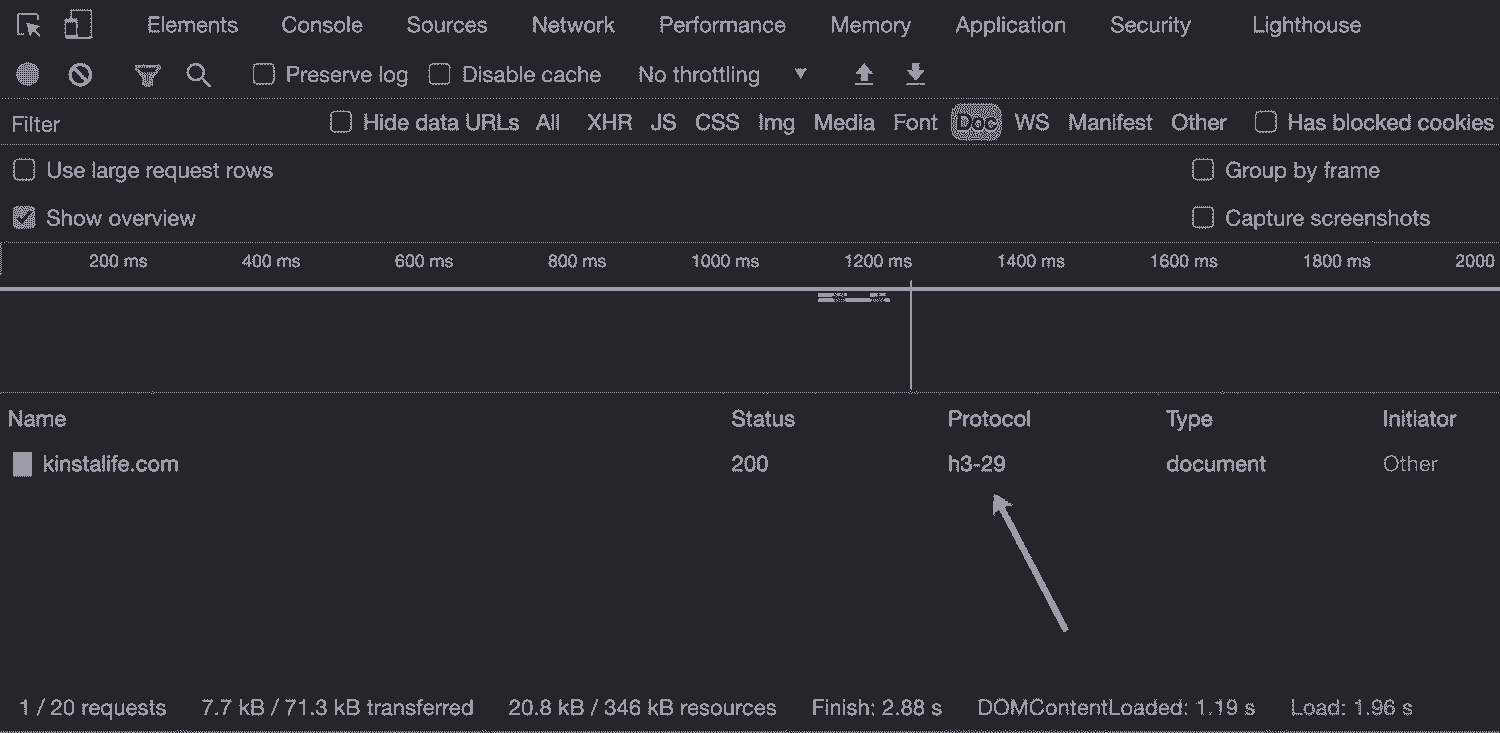 Elements Console Sources Network Performance Memory Application Security Lighthouse
Preserve log Disable cache No throttling
Filter Hide data URLs All XHR JS CSS Img Media Font Doc WS Manifest Other Has blocked cookies
Use large request rows Group by frame
Show overview Capture screenshots
200 ms 400 ms 600 ms 800 ms 1000 ms 1200 ms 1400 ms 1600 ms 1800 ms 2000
Name Status Protocol Type Initiator
kinstalife.com 200 h3-29 document Other
1 / 20 requests 7.7 kB / 71.3 kB transferred 20.8 kB / 346 kB resources Finish: 2.88 s DOMContentLoaded: 1.19 s Load: 1.96 s